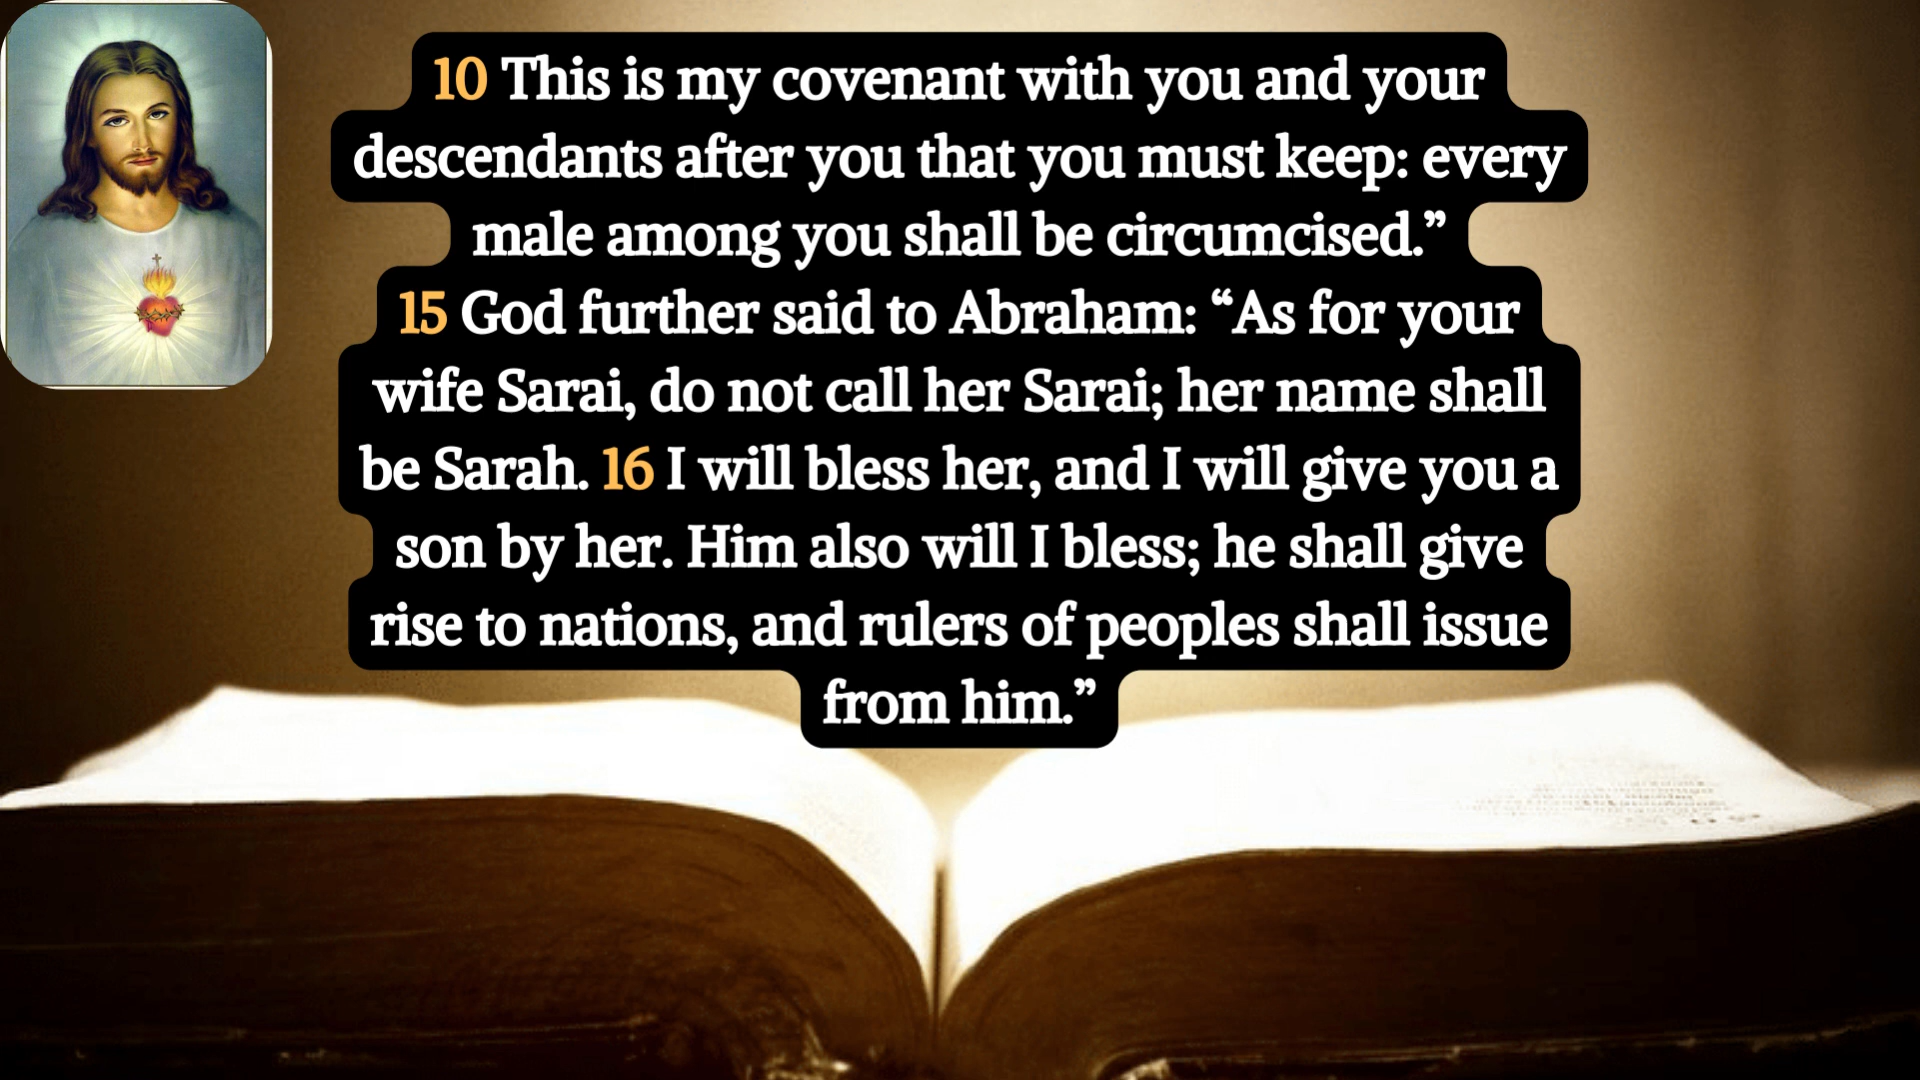 10 This is my covenant with you and your
descendants after you that you must keep: every
male among you shall be circumcised.”
15 God further said to Abraham: “As for your
wife Sarai, do not call her Sarai; her name shall
be Sarah. 16 I will bless her, and I will give you a
son by her. Him also will I bless; he shall give
rise to nations, and rulers of peoples shall issue
from him.”